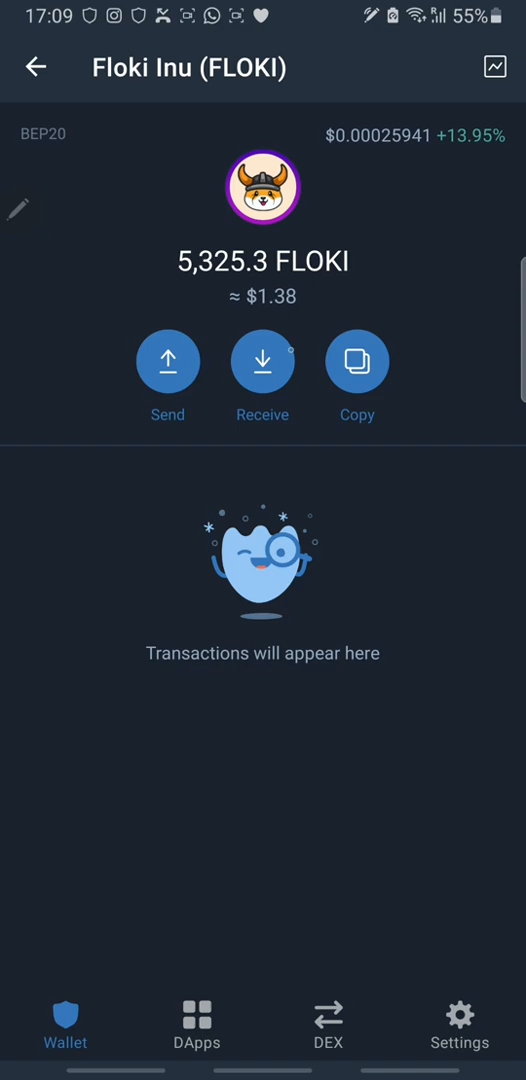 17:09
55%
Floki Inu (FLOKI)
BEP20
$0.00025941 +13.95%
5,325.3 FLOKI
≈ $1.38
Send Receive Copy
Transactions will appear here
Wallet DApps DEX Settings